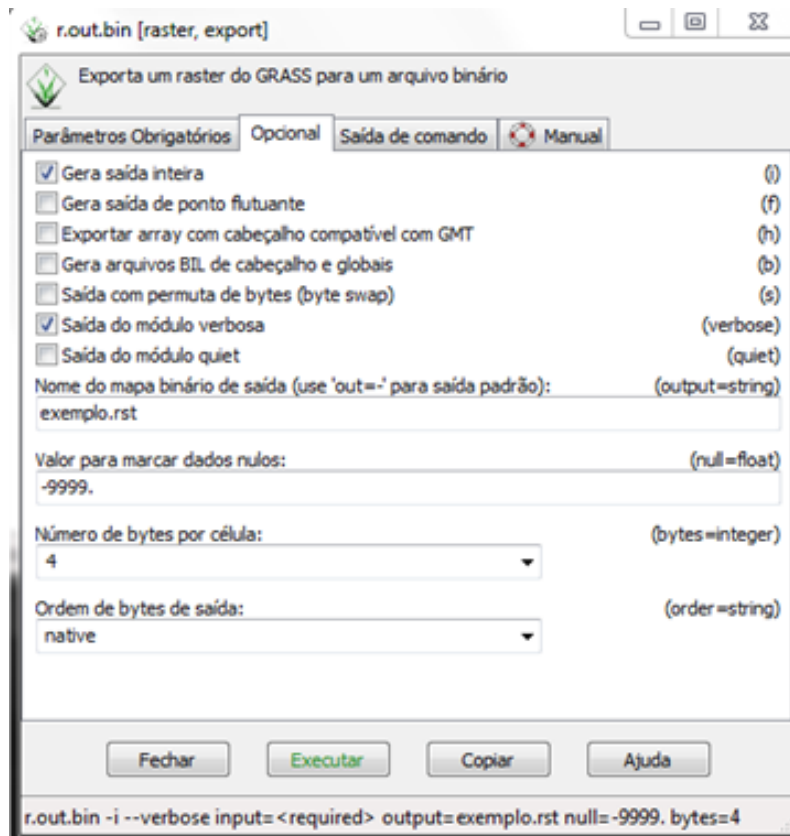 r.out.bin [raster, export]
Exporta um raster do GRASS para um arquivo binário
Parâmetros Obrigatórios Opcional Saída de comando Manual
Gera saída inteira (i)
Gera saída de ponto flutuante (f)
Exportar array com cabeçalho compatível com GMT (h)
Gera arquivos BIL de cabeçalho e globais (b)
Saída com permuta de bytes (byte swap) (s)
Saída do módulo verbosa (verbose)
Saída do módulo quiet (quiet)
Nome do mapa binário de saída (use 'out=-' para saída padrão): (output=string)
exemplo.rst
Valor para marcar dados nulos: (null=float)
-9999.
Número de bytes por célula: (bytes=integer)
4
Ordem de bytes de saída: (order=string)
native
Fechar Executar Copiar Ajuda
r.out.bin -i --verbose input=<required> output=exemplo.rst null=-9999. bytes=4